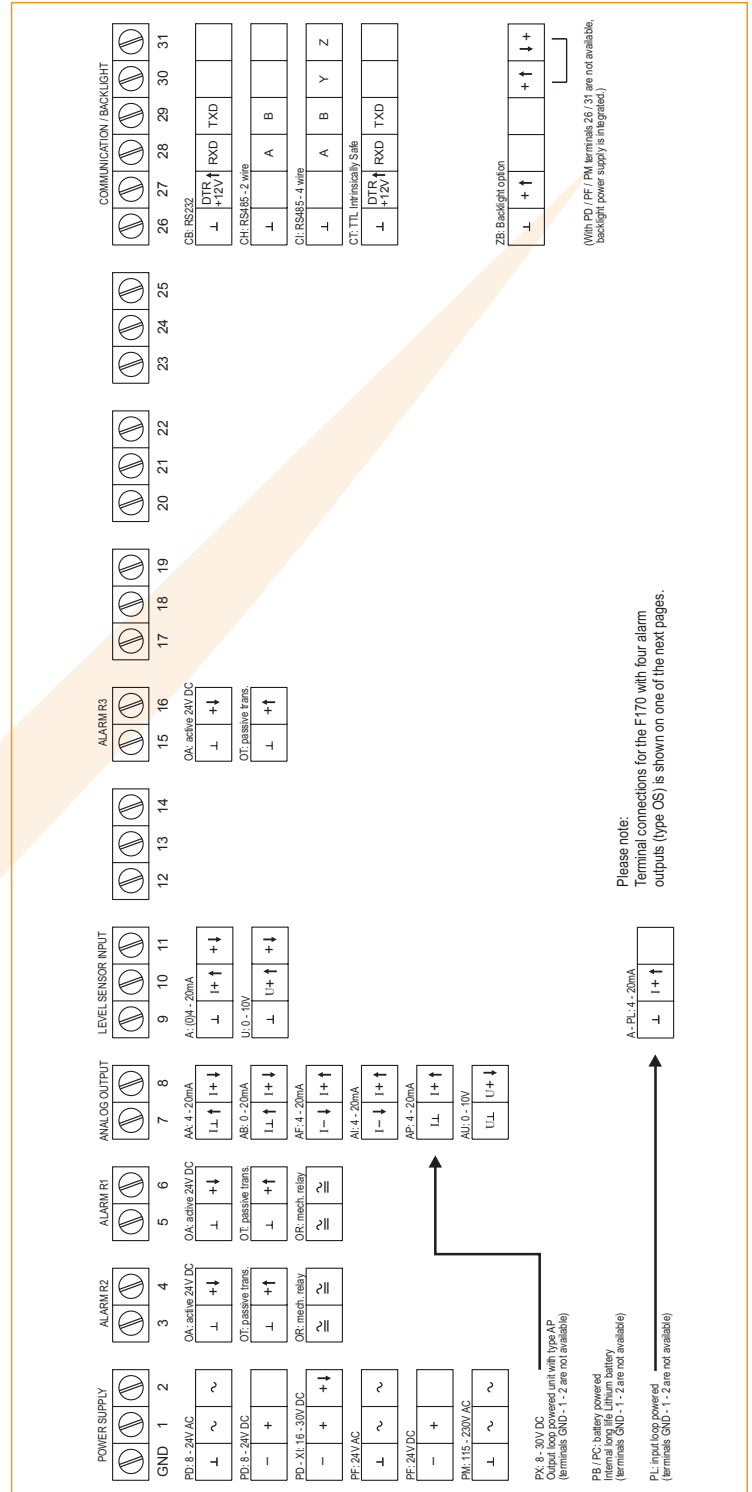 POWER SUPPLY
GND 1 2
PD: 8 - 24V AC
⊥ ~ ~
PD: 8 - 24V DC
− +
PD - XI: 16 - 30V DC
− + +↓
PF: 24V AC
⊥ ~ ~
PF: 24V DC
− +
PM: 115 - 230V AC
⊥ ~ ~
PX: 8 - 30V DC
Output loop powered unit with type AP
(terminals GND - 1 - 2 are not available)
PB / PC: battery powered
Internal long life Lithium battery
(terminals GND - 1 - 2 are not available)
PL: input loop powered
(terminals GND - 1 - 2 are not available)
ALARM R2
3 4
OA: active 24V DC
⊥ +↓
OT: passive trans.
⊥ +↑
OR: mech. relay
≂ ≂
ALARM R1
5 6
OA: active 24V DC
⊥ +↓
OT: passive trans.
⊥ +↑
OR: mech. relay
≂ ≂
ANALOG OUTPUT
7 8
AA: 4 - 20mA
I⊥↑ I+↓
AB: 0 - 20mA
I⊥↑ I+↓
AF: 4 - 20mA
I−↓ I+↑
AI: 4 - 20mA
I−↓ I+↑
AP: 4 - 20mA
I⊥ I+↑
AU: 0 - 10V
U⊥ U+↓
LEVEL SENSOR INPUT
9 10 11
A: (0)4 - 20mA
⊥ I+↑ +↓
U: 0 - 10V
⊥ U+↑ +↓
A - PL: 4 - 20mA
⊥ I+↑
12 13 14
ALARM R3
15 16
OA: active 24V DC
⊥ +↓
OT: passive trans.
⊥ +↑
Please note:
Terminal connections for the F170 with four alarm
outputs (type OS) is shown on one of the next pages.
17 18 19
20 21 22
23 24 25
COMMUNICATION / BACKLIGHT
26 27 28 29 30 31
CB: RS232
⊥ DTR +12V↑ RXD TXD
CH: RS485 - 2 wire
⊥ A B
CI: RS485 - 4 wire
⊥ A B Y Z
CT: TTL Intrinsically Safe
⊥ DTR +12V↑ RXD TXD
ZB: Backlight option
⊥ +↑ +↑ ↓+
(With PD / PF / PM terminals 26 / 31 are not available,
backlight power supply is integrated.)